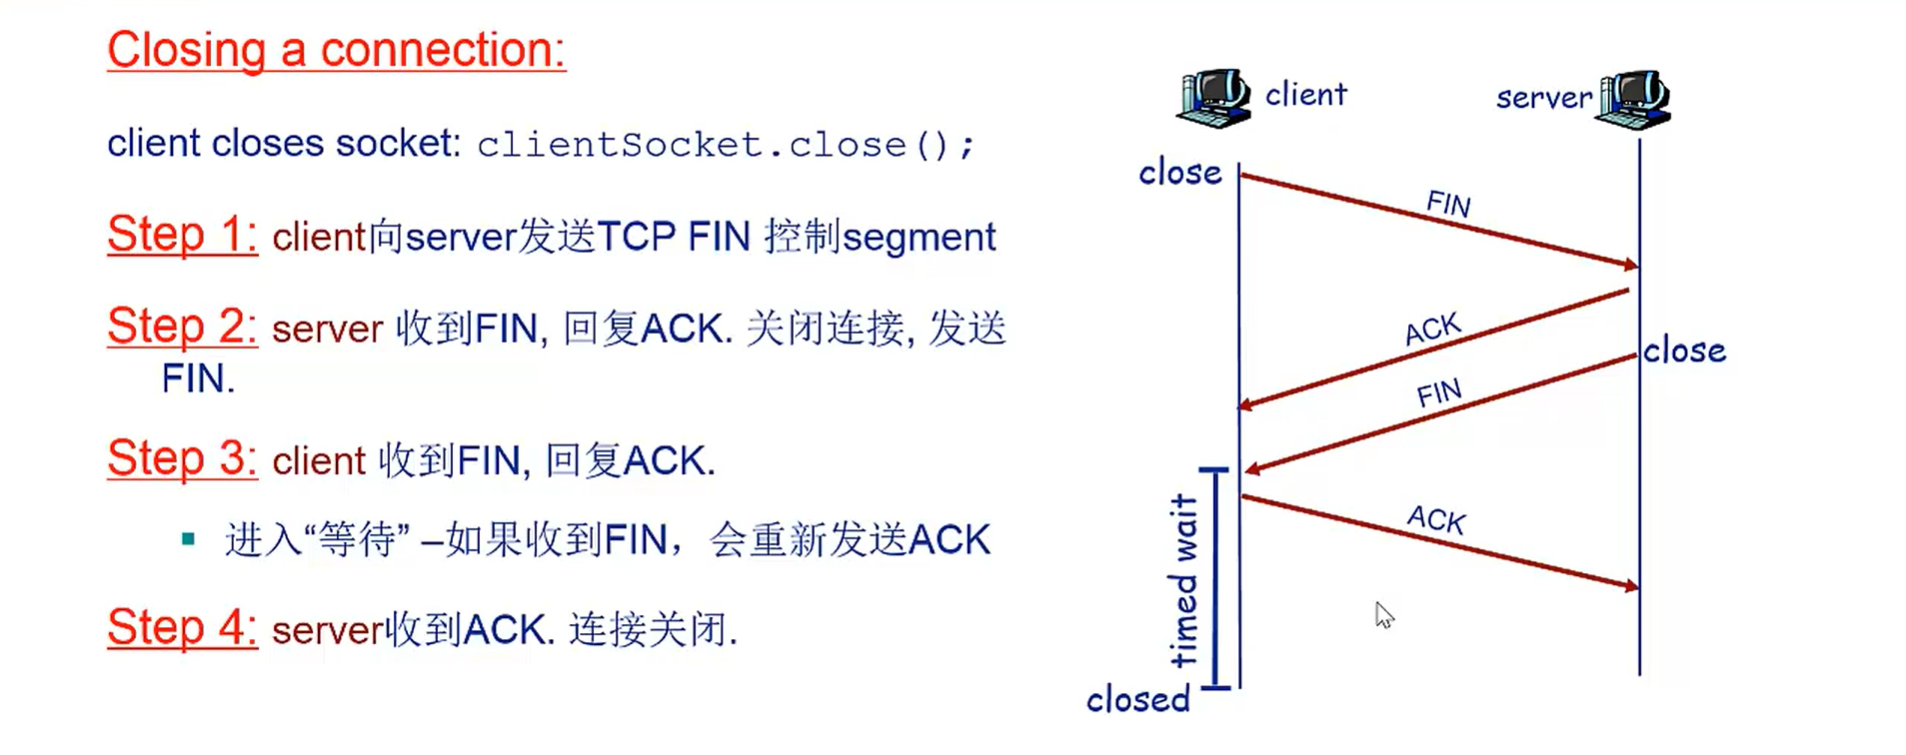 Closing a connection:
client closes socket: clientSocket.close();
Step 1: client向server发送TCP FIN 控制segment
Step 2: server 收到FIN, 回复ACK. 关闭连接, 发送
FIN.
Step 3: client 收到FIN, 回复ACK.
进入“等待” –如果收到FIN，会重新发送ACK
Step 4: server收到ACK. 连接关闭.
client
server
close
FIN
ACK
close
FIN
timed wait
ACK
closed